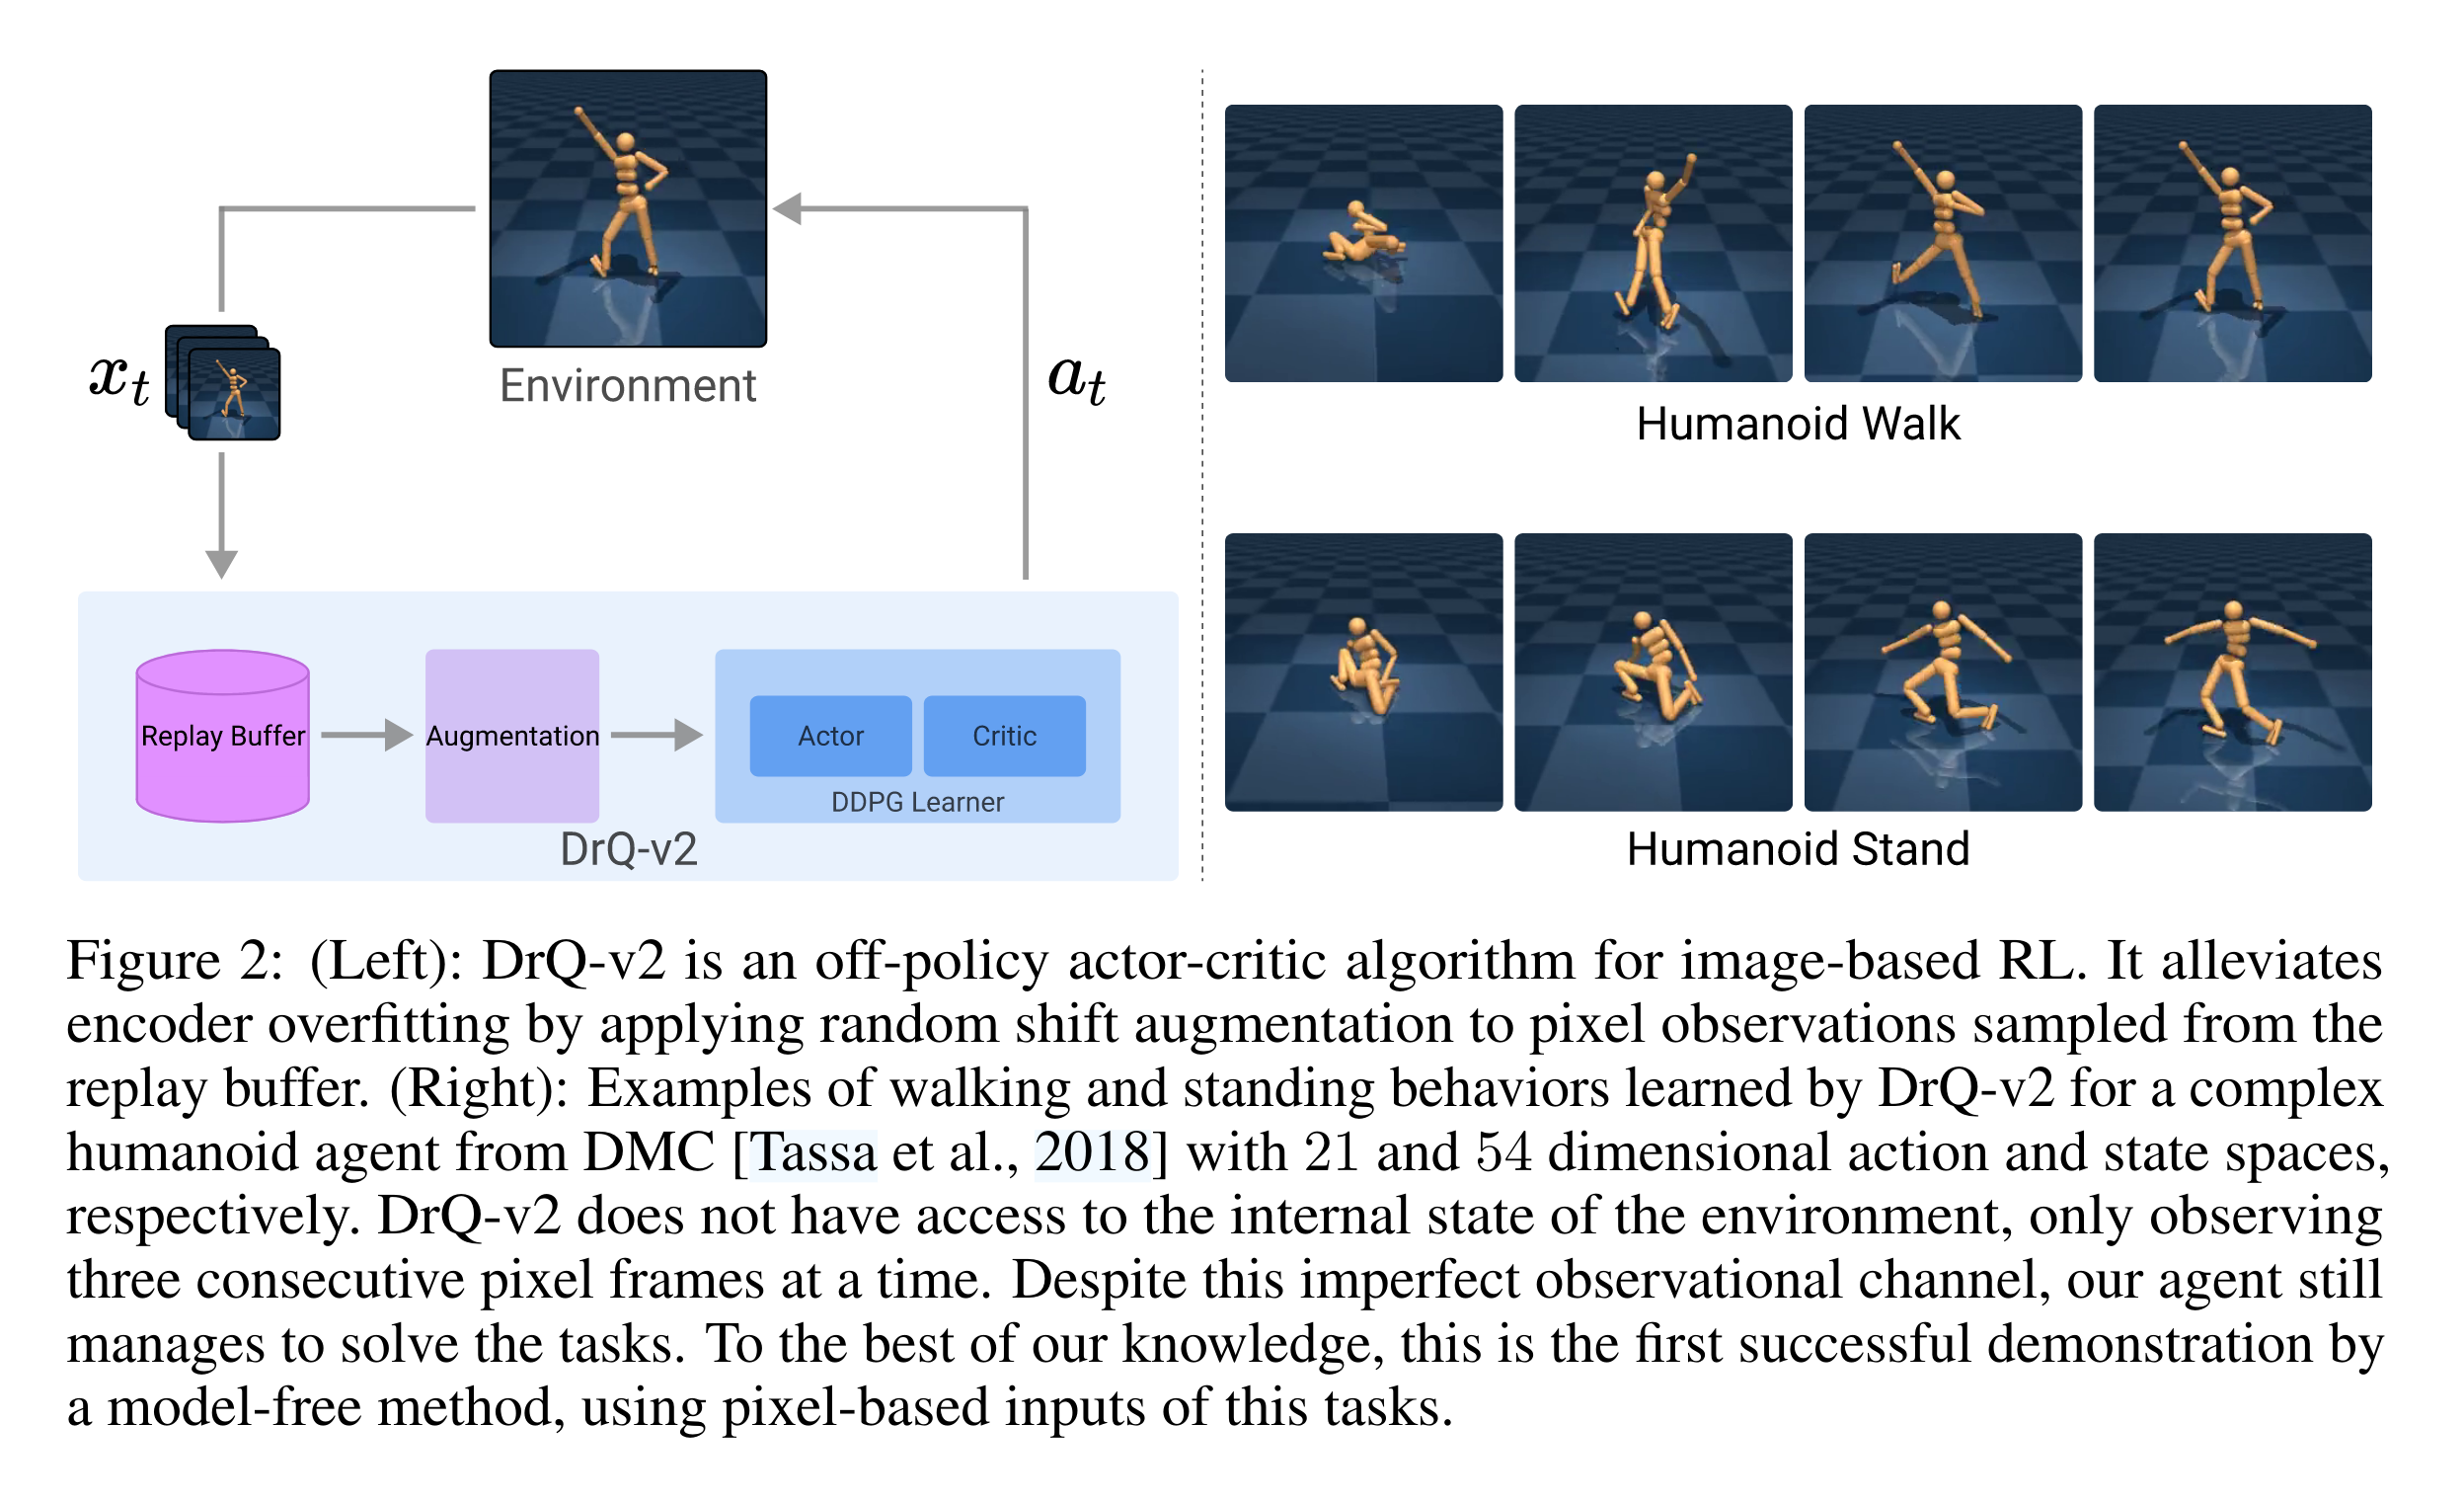 Environment
x_t
a_t
Replay Buffer
Augmentation
Actor
Critic
DDPG Learner
DrQ-v2
Humanoid Walk
Humanoid Stand
Figure 2: (Left): DrQ-v2 is an off-policy actor-critic algorithm for image-based RL. It alleviates
encoder overfitting by applying random shift augmentation to pixel observations sampled from the
replay buffer. (Right): Examples of walking and standing behaviors learned by DrQ-v2 for a complex
humanoid agent from DMC [Tassa et al., 2018] with 21 and 54 dimensional action and state spaces,
respectively. DrQ-v2 does not have access to the internal state of the environment, only observing
three consecutive pixel frames at a time. Despite this imperfect observational channel, our agent still
manages to solve the tasks. To the best of our knowledge, this is the first successful demonstration by
a model-free method, using pixel-based inputs of this tasks.